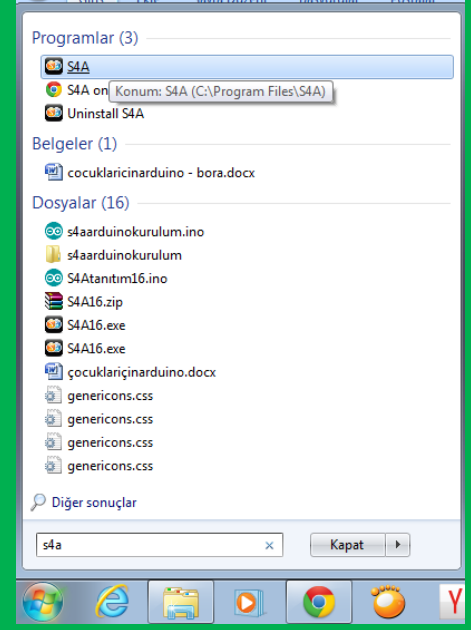 Programlar (3)
S4A
S4A on
Konum: S4A (C:\Program Files\S4A)
Uninstall S4A
Belgeler (1)
cocuklaricinarduino - bora.docx
Dosyalar (16)
s4aarduinokurulum.ino
s4aarduinokurulum
S4Atanıtım16.ino
S4A16.zip
S4A16.exe
S4A16.exe
çocuklariçinarduino.docx
genericons.css
genericons.css
genericons.css
genericons.css
Diğer sonuçlar
s4a
Kapat
Y